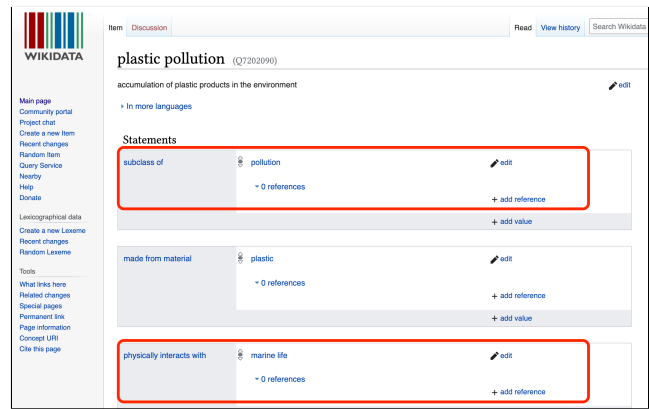 Item Discussion Read View history Search Wikidata
WIKIDATA
plastic pollution (Q7202090)
accumulation of plastic products in the environment edit
In more languages
Main page
Community portal
Project chat
Create a new Item
Recent changes
Random Item
Query Service
Nearby
Help
Donate
Lexicographical data
Create a new Lexeme
Recent changes
Random Lexeme
Tools
What links here
Related changes
Special pages
Permanent link
Page information
Concept URI
Cite this page
Statements
subclass of pollution edit
0 references
+ add reference
+ add value
made from material plastic edit
0 references
+ add reference
+ add value
physically interacts with marine life edit
0 references
+ add reference